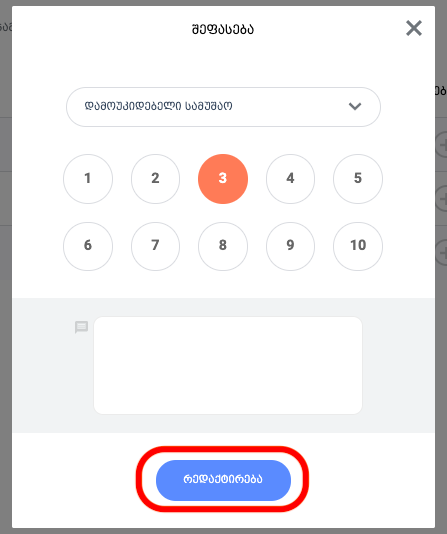 შეფასება
დამოუკიდებელი სამუშაო
1 2 3 4 5
6 7 8 9 10
რედაქტირება